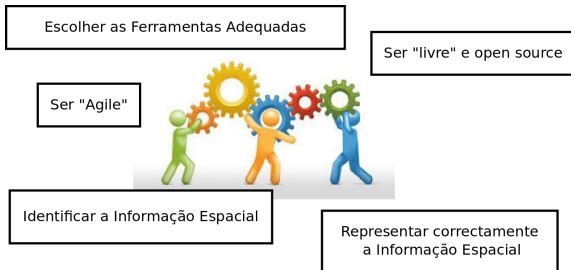 Escolher as Ferramentas Adequadas
Ser "livre" e open source
Ser "Agile"
Identificar a Informação Espacial
Representar correctamente
a Informação Espacial